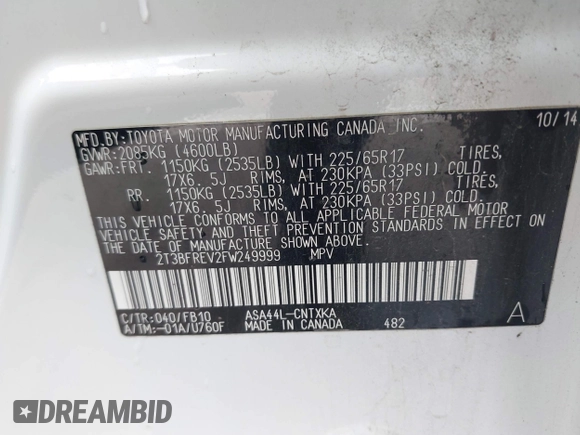 MFD.BY:TOYOTA MOTOR MANUFACTURING CANADA INC. 10/14
GVWR:2085KG (4600LB)
GAWR:FRT. 1150KG (2535LB) WITH 225/65R17 TIRES,
17X6. 5J RIMS, AT 230KPA (33PSI) COLD.
RR. 1150KG (2535LB) WITH 225/65R17 TIRES,
17X6. 5J RIMS, AT 230KPA (33PSI) COLD.
THIS VEHICLE CONFORMS TO ALL APPLICABLE FEDERAL MOTOR
VEHICLE SAFETY AND THEFT PREVENTION STANDARDS IN EFFECT ON
THE DATE OF MANUFACTURE SHOWN ABOVE.
2T3BFREV2FW249999 MPV
C/TR:040/FB10 ASA44L-CNTXKA A
A/TM:-01A/U760F MADE IN CANADA 482
DREAMBID